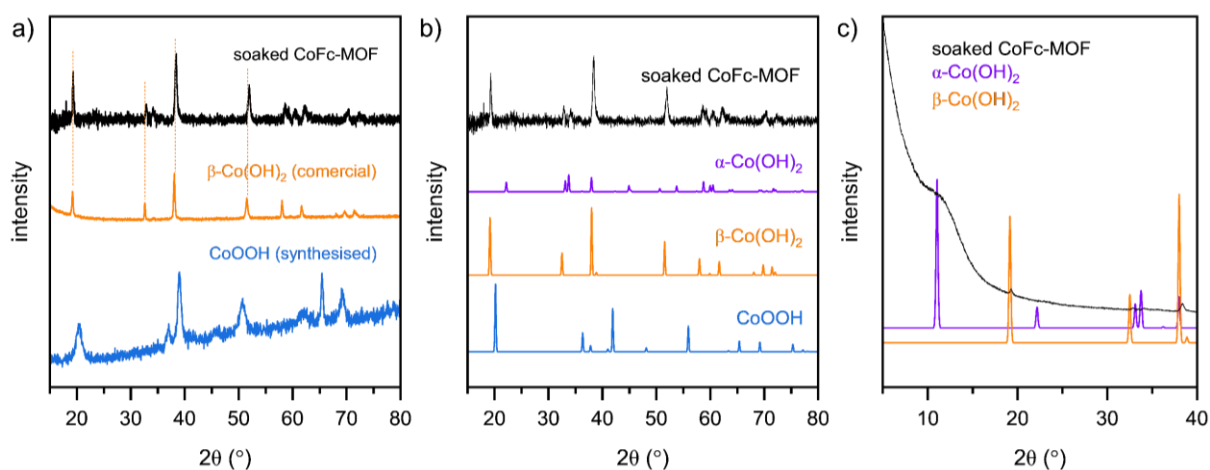 a)
soaked CoFc-MOF
β-Co(OH)₂ (comercial)
CoOOH (synthesised)
intensity
20 30 40 50 60 70 80
2θ (°)
b)
soaked CoFc-MOF
α-Co(OH)₂
β-Co(OH)₂
CoOOH
intensity
20 30 40 50 60 70 80
2θ (°)
c)
soaked CoFc-MOF
α-Co(OH)₂
β-Co(OH)₂
intensity
10 20 30 40
2θ (°)